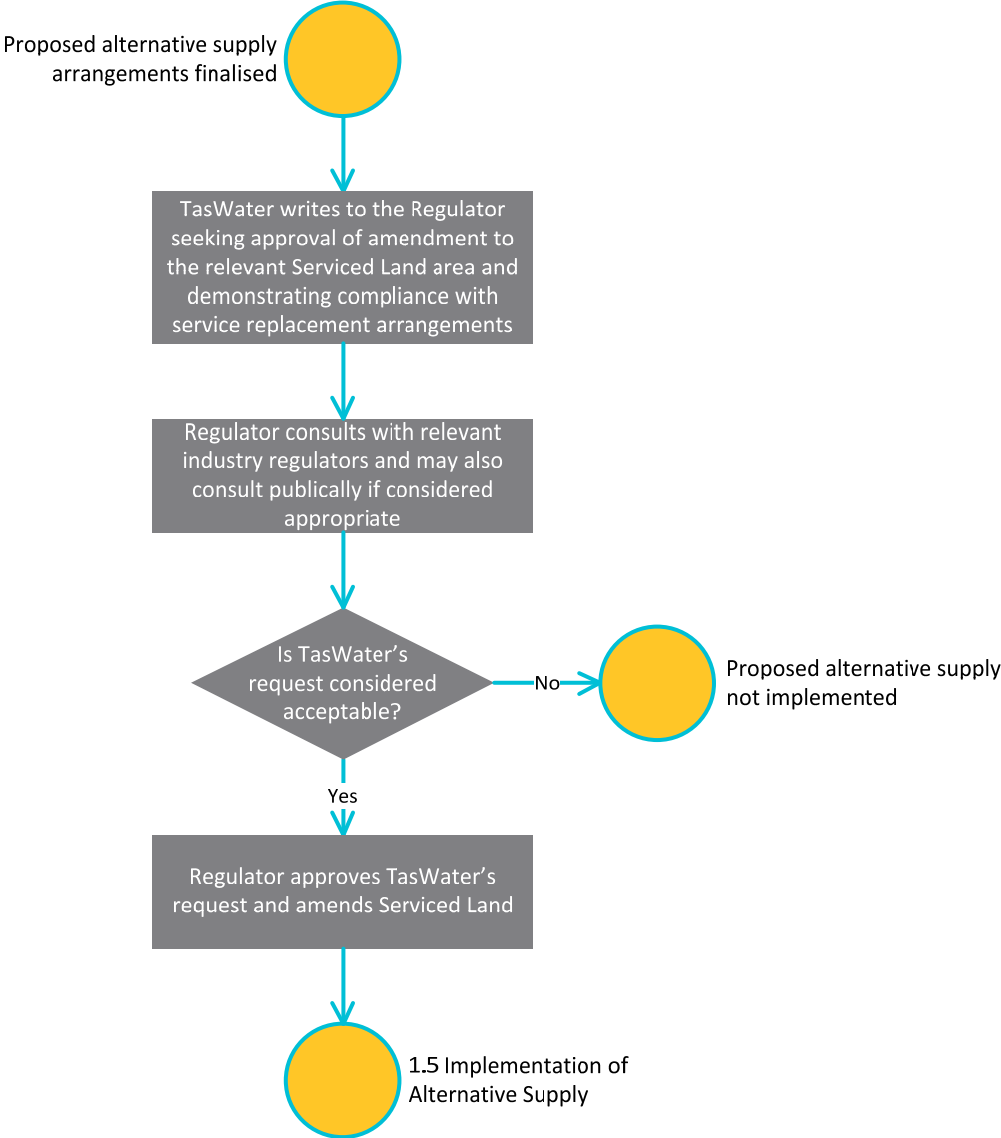 Proposed alternative supply
arrangements finalised
TasWater writes to the Regulator
seeking approval of amendment to
the relevant Serviced Land area and
demonstrating compliance with
service replacement arrangements
Regulator consults with relevant
industry regulators and may also
consult publically if considered
appropriate
Is TasWater’s
request considered
acceptable?
No
Proposed alternative supply
not implemented
Yes
Regulator approves TasWater’s
request and amends Serviced Land
1.5 Implementation of
Alternative Supply